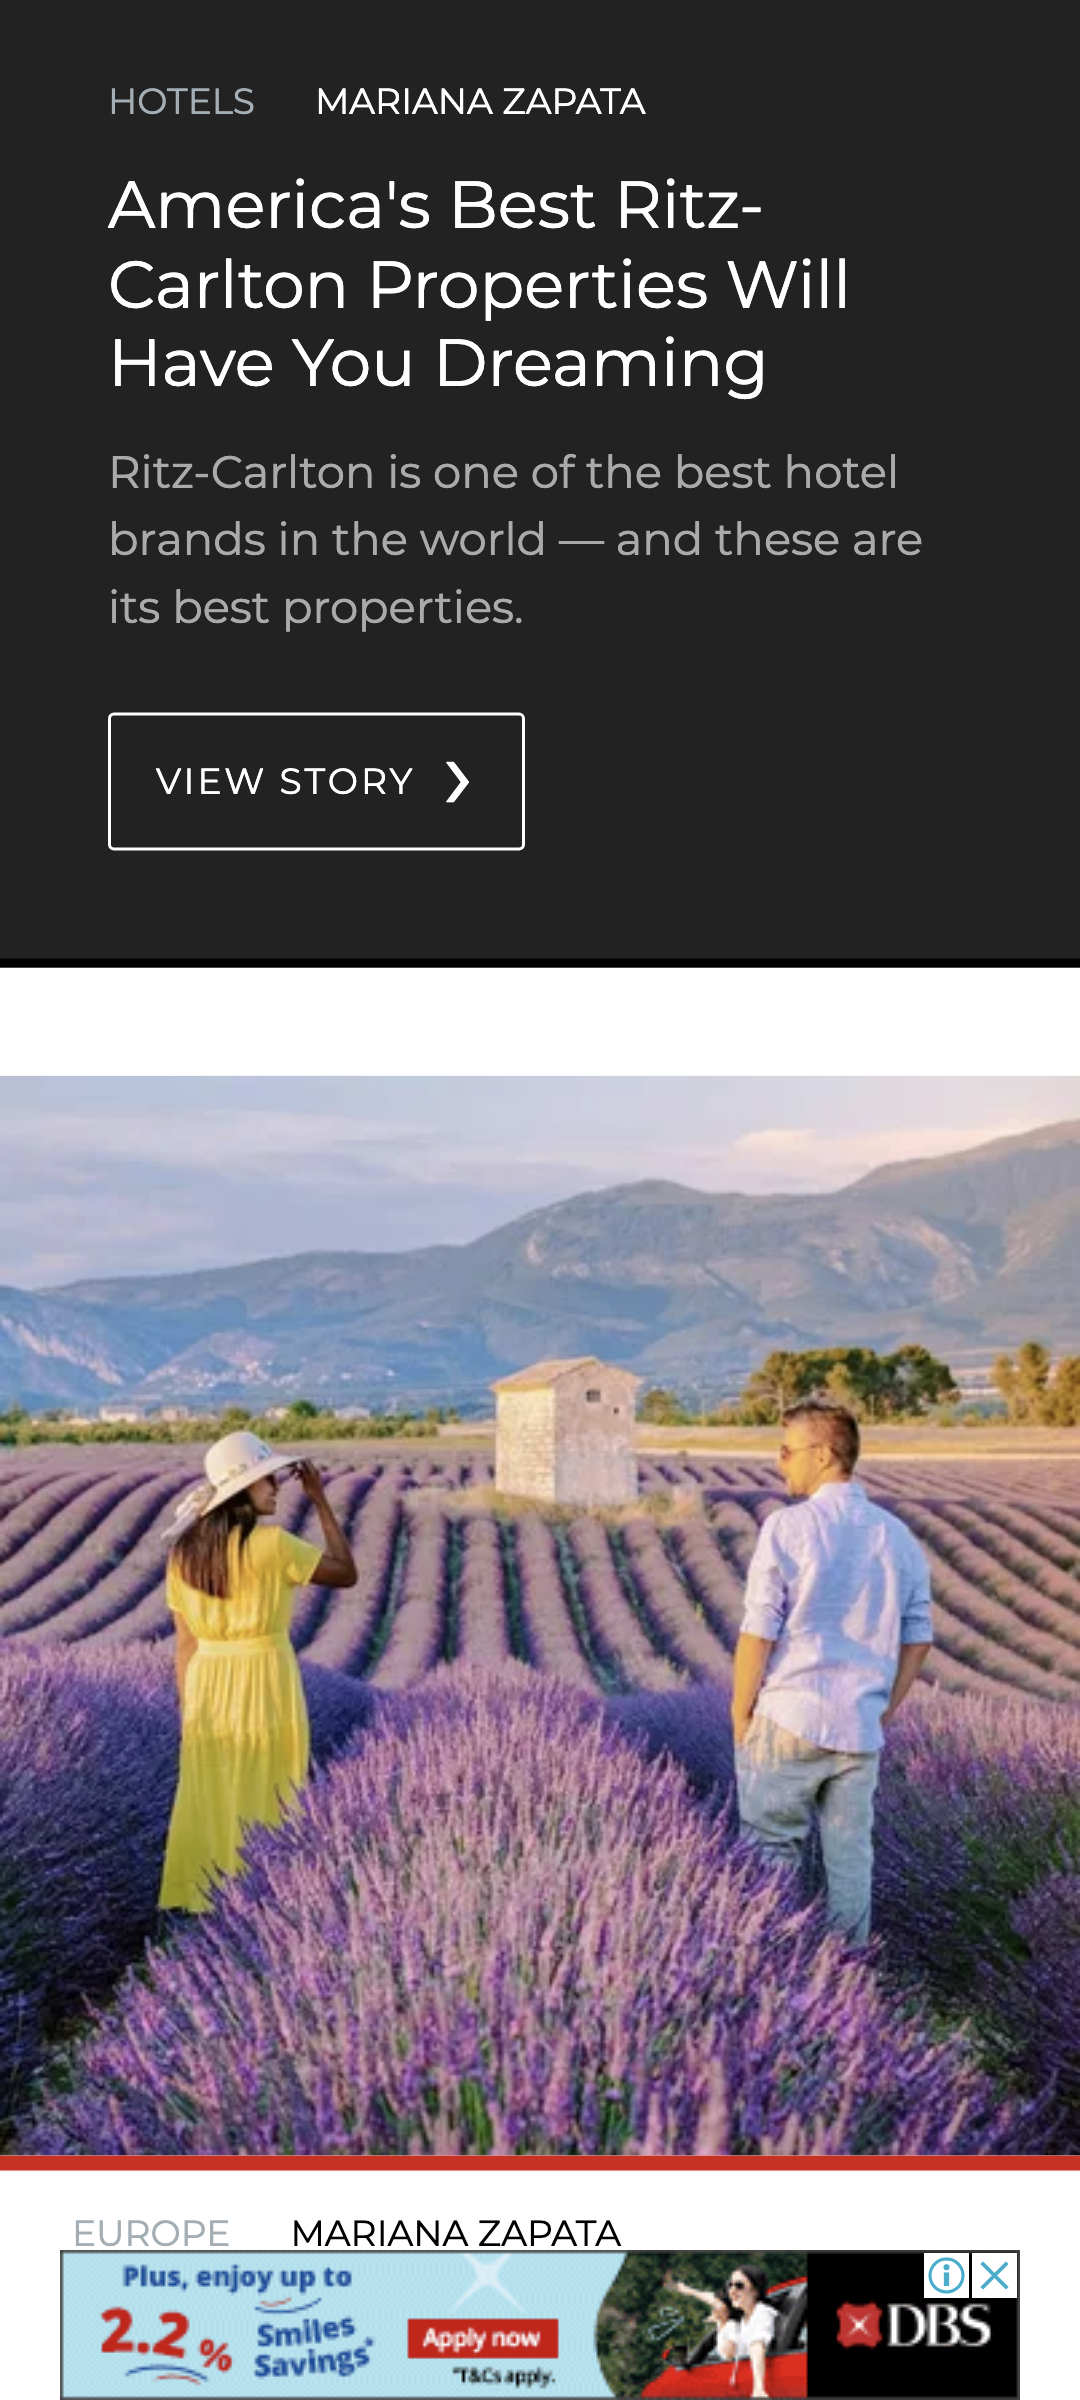 HOTELS MARIANA ZAPATA
America's Best Ritz-
Carlton Properties Will
Have You Dreaming
Ritz-Carlton is one of the best hotel
brands in the world — and these are
its best properties.
VIEW STORY ❯
EUROPE MARIANA ZAPATA
Plus, enjoy up to
2.2% Smiles
Savings*
Apply now
*T&Cs apply.
DBS